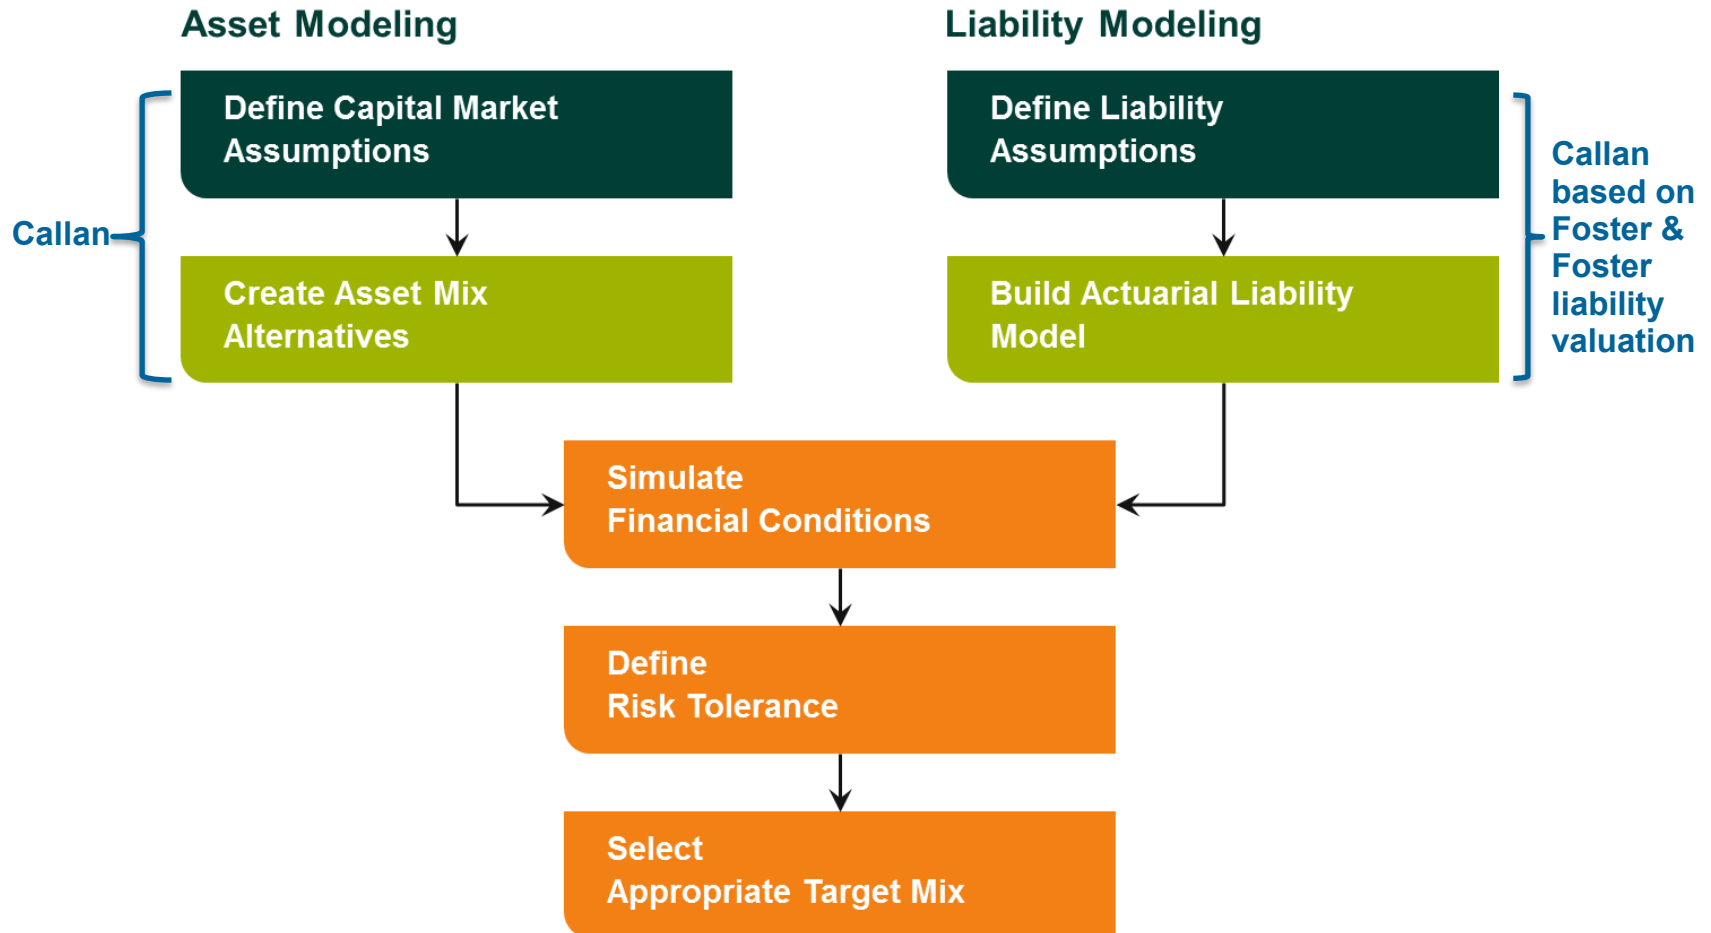 Asset Modeling
Liability Modeling
Define Capital Market
Assumptions
Define Liability
Assumptions
Callan
Callan
based on
Foster &
Foster
liability
valuation
Create Asset Mix
Alternatives
Build Actuarial Liability
Model
Simulate
Financial Conditions
Define
Risk Tolerance
Select
Appropriate Target Mix